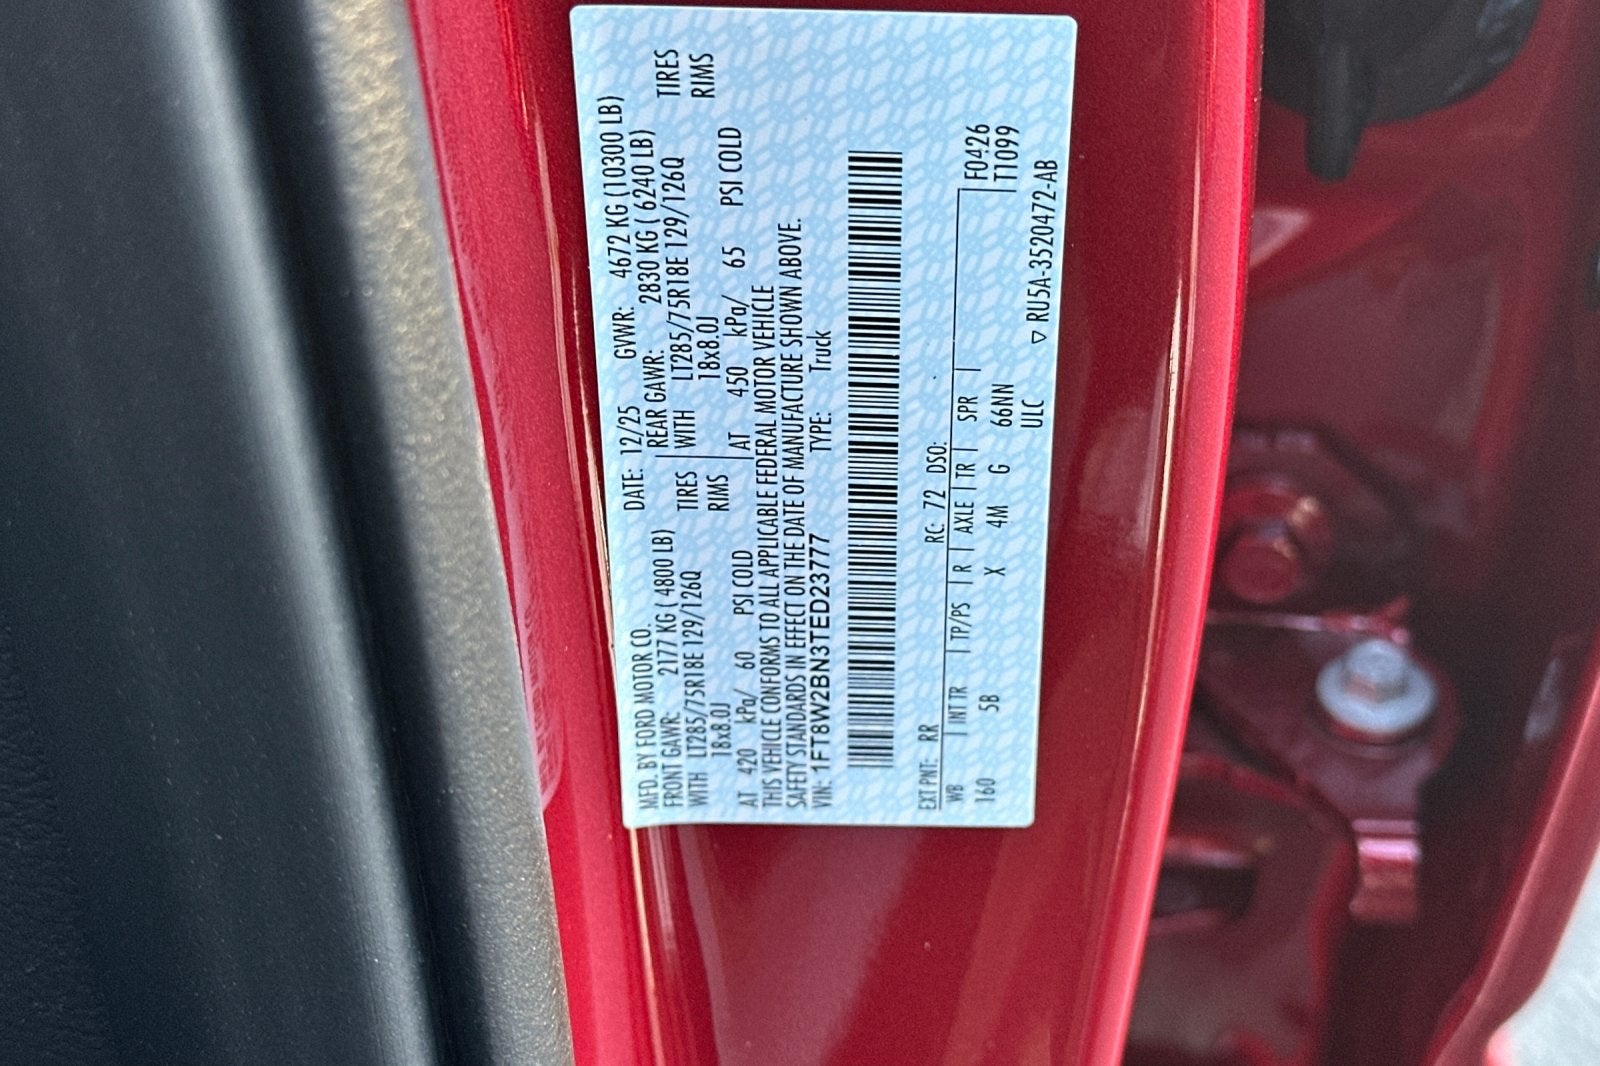 MFD. BY FORD MOTOR CO.
DATE: 12/25 GVWR: 4672 KG (10300 LB)
FRONT GAWR: 2177 KG ( 4800 LB) REAR GAWR: 2830 KG ( 6240 LB)
WITH LT285/75R18E 129/126Q TIRES WITH LT285/75R18E 129/126Q TIRES
18x8.0J RIMS 18x8.0J RIMS
AT 420 kPa/ 60 PSI COLD AT 450 kPa/ 65 PSI COLD
THIS VEHICLE CONFORMS TO ALL APPLICABLE FEDERAL MOTOR VEHICLE
SAFETY STANDARDS IN EFFECT ON THE DATE OF MANUFACTURE SHOWN ABOVE.
VIN: 1FT8W2BN3TED23777 TYPE: Truck
EXT PNT: RR RC: 72 DSO: F0426
WB INT TR TP/PS R AXLE TR SPR T1099
160 5B X 4M G 66NN
ULC ▽ RU5A-3520472-AB